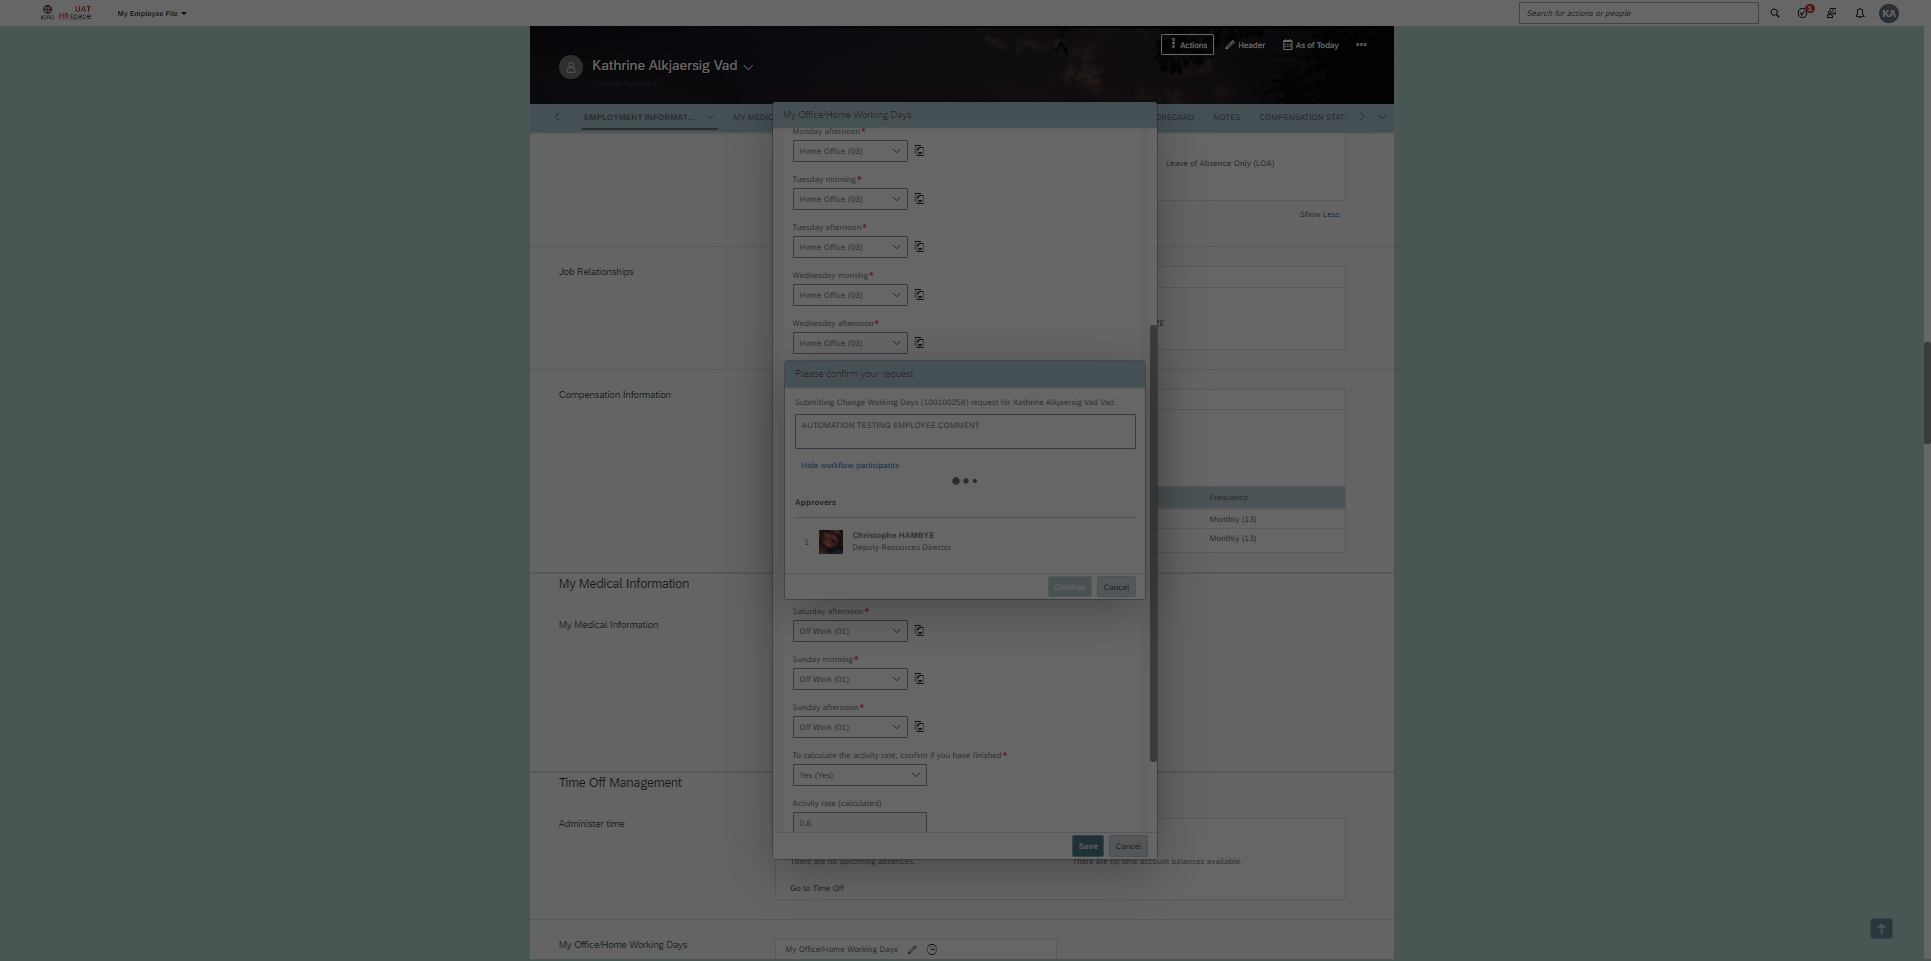 UAT
HRspace
My Employee File
Search for actions or people
1
KA
Actions
Header
As of Today
Kathrine Alkjaersig Vad
EMPLOYMENT INFORMAT...
MY MEDIC
ORECARD
NOTES
COMPENSATION STAT
My Office/Home Working Days
Monday afternoon*
Home Office (03)
Leave of Absence Only (LOA)
Tuesday morning*
Home Office (03)
Show Less
Tuesday afternoon*
Home Office (03)
Job Relationships
Wednesday morning*
Home Office (03)
Wednesday afternoon*
Home Office (03)
Please confirm your request
Compensation Information
Submitting Change Working Days (100100258) request for Kathrine Alkjaersig Vad Vad.
AUTOMATION TESTING EMPLOYEE COMMENT
Hide workflow participants
Approvers
Frequency
Monthly (13)
Monthly (13)
1
Christophe HAMBYE
Deputy Resources Director
Confirm
Cancel
My Medical Information
My Medical Information
Saturday afternoon*
Off Work (01)
Sunday morning*
Off Work (01)
Sunday afternoon*
Off Work (01)
To calculate the activity rate, confirm if you have finished*
Yes (Yes)
Time Off Management
Activity rate (calculated)
0.8
Administer time
Save
Cancel
There are no upcoming absences.
There are no time account balances available.
Go to Time Off
My Office/Home Working Days
My Office/Home Working Days